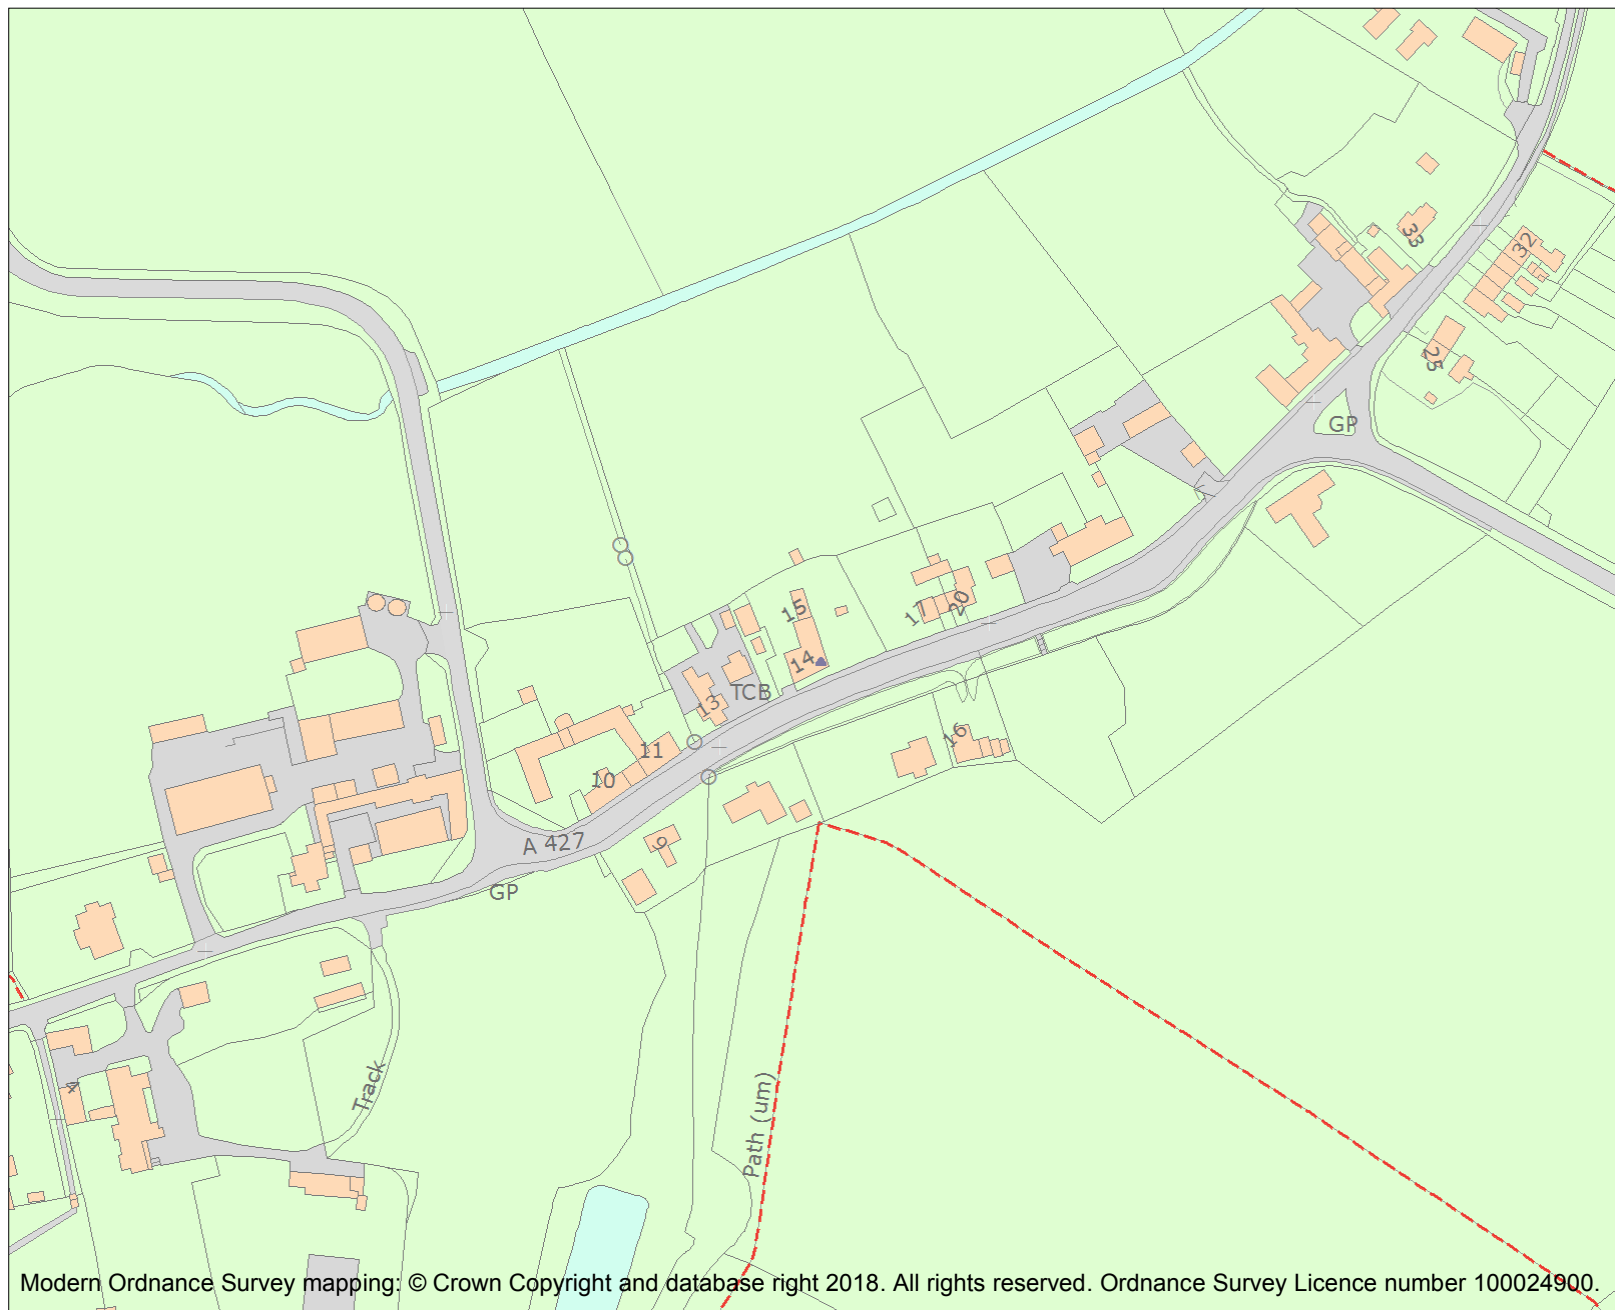 33
32
25
GP
15
17
20
14
TCB
13
16
11
10
A 427
9
GP
Track
4
Path (um)
Modern Ordnance Survey mapping: © Crown Copyright and database right 2018. All rights reserved. Ordnance Survey Licence number 100024900.